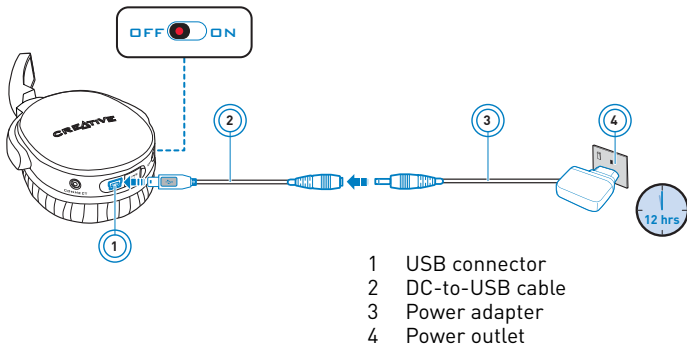 OFF ON
CREATIVE
CONNECT
2
3
4
1
12 hrs
1 USB connector
2 DC-to-USB cable
3 Power adapter
4 Power outlet